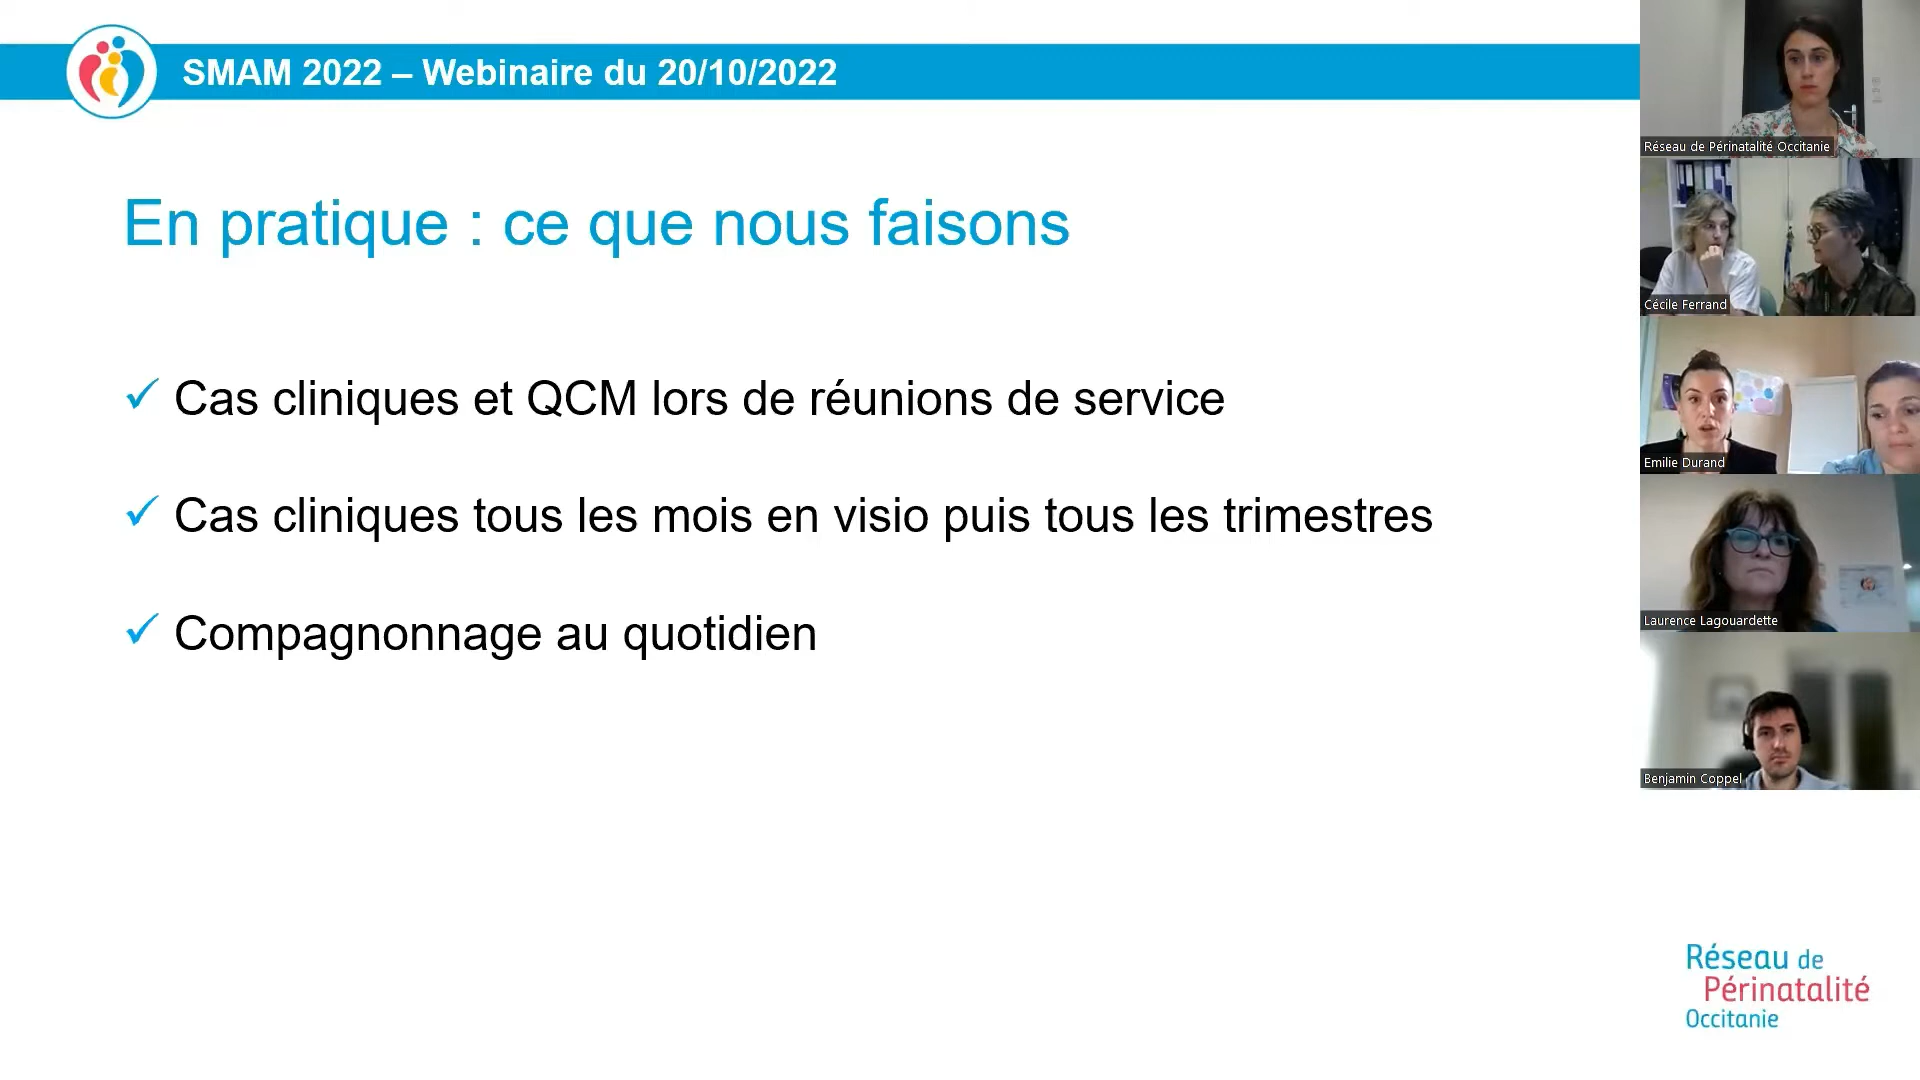 SMAM 2022 – Webinaire du 20/10/2022
En pratique : ce que nous faisons
✓ Cas cliniques et QCM lors de réunions de service
✓ Cas cliniques tous les mois en visio puis tous les trimestres
✓ Compagnonnage au quotidien
Réseau de Périnatalité Occitanie
Cécile Ferrand
Emilie Durand
Laurence Lagouardette
Benjamin Coppel
Réseau de
Périnatalité
Occitanie